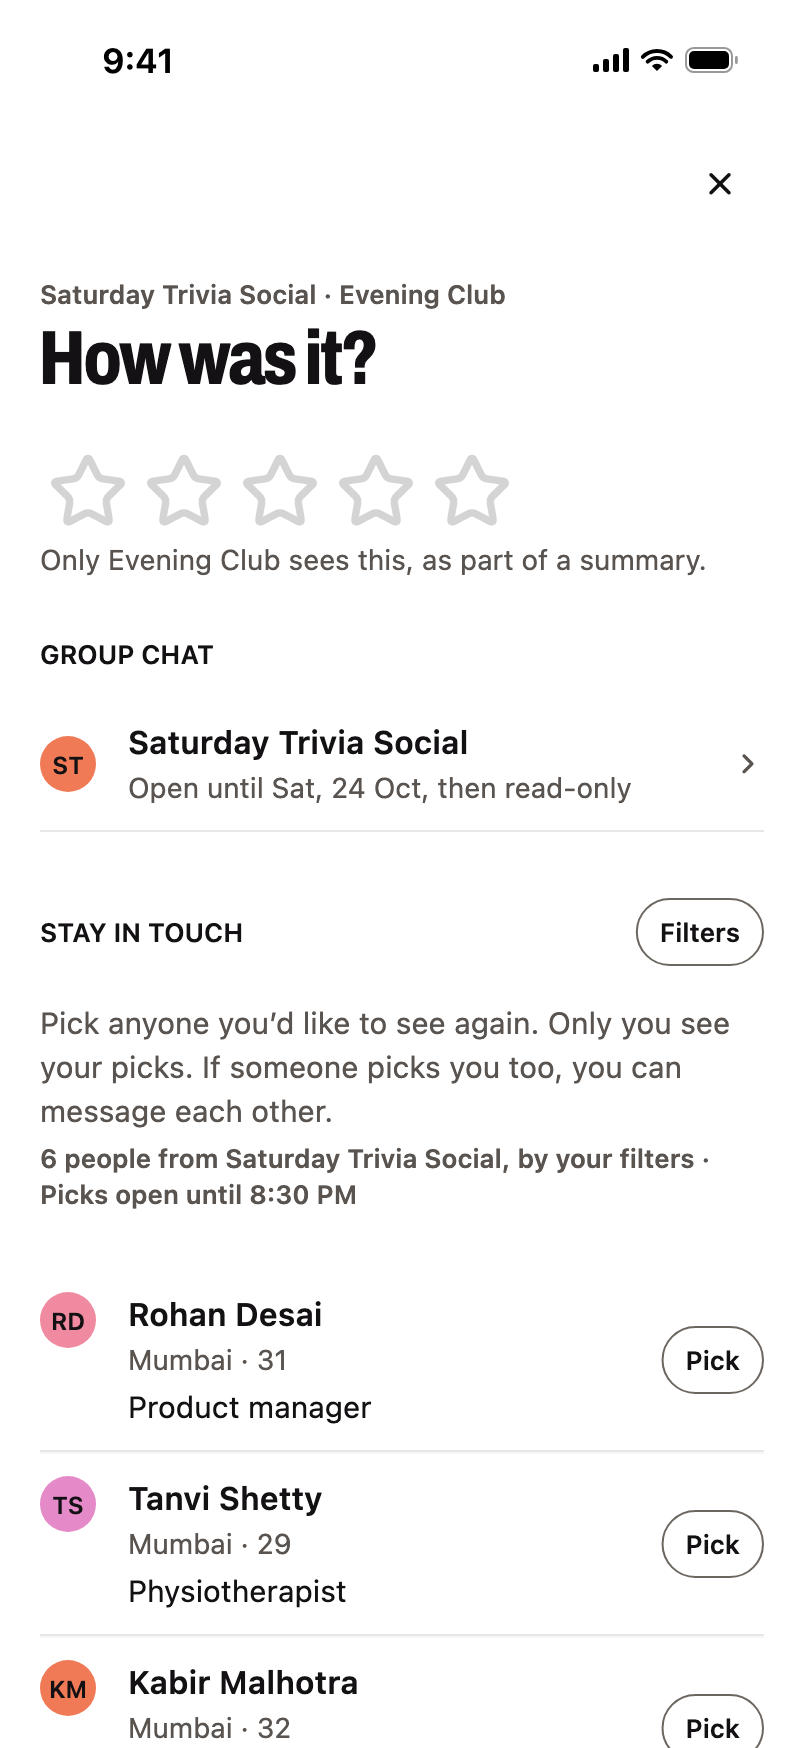 9:41
Saturday Trivia Social · Evening Club
How was it?
Only Evening Club sees this, as part of a summary.
GROUP CHAT
ST
Saturday Trivia Social
Open until Sat, 24 Oct, then read-only
STAY IN TOUCH
Filters
Pick anyone you’d like to see again. Only you see
your picks. If someone picks you too, you can
message each other.
6 people from Saturday Trivia Social, by your filters ·
Picks open until 8:30 PM
RD
Rohan Desai
Mumbai · 31
Product manager
Pick
TS
Tanvi Shetty
Mumbai · 29
Physiotherapist
Pick
KM
Kabir Malhotra
Mumbai · 32
Pick